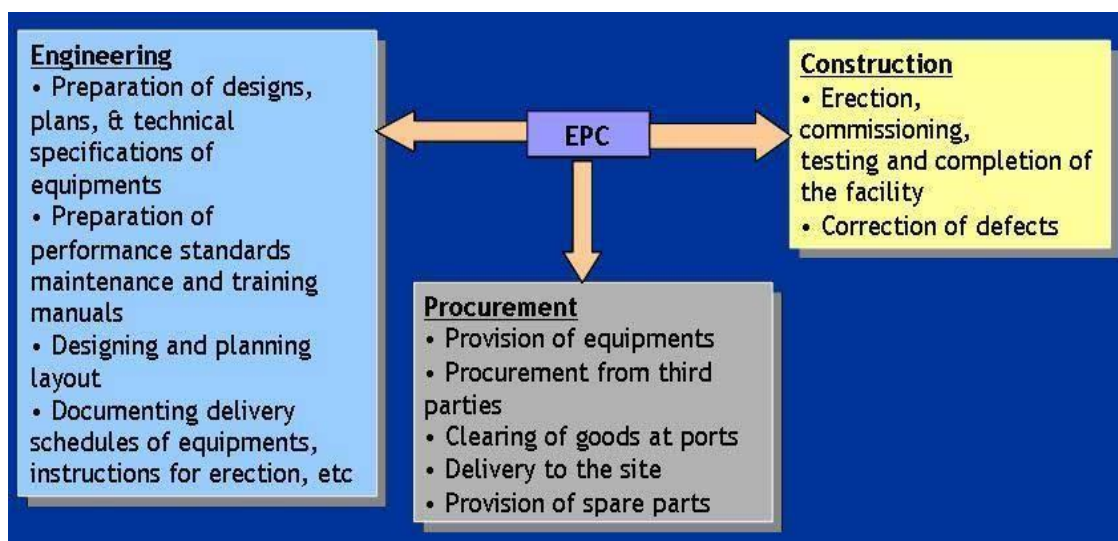 Engineering
• Preparation of designs,
plans, & technical
specifications of
equipments
• Preparation of
performance standards
maintenance and training
manuals
• Designing and planning
layout
• Documenting delivery
schedules of equipments,
instructions for erection, etc
EPC
Construction
• Erection,
commissioning,
testing and completion of
the facility
• Correction of defects
Procurement
• Provision of equipments
• Procurement from third
parties
• Clearing of goods at ports
• Delivery to the site
• Provision of spare parts